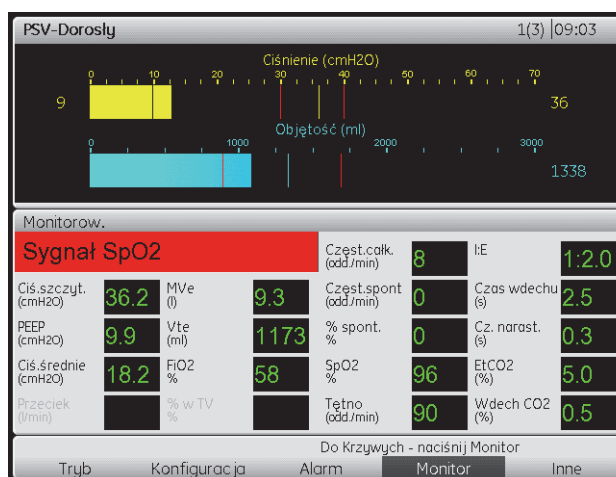 PSV-Dorosły 1(3) |09:03
Ciśnienie (cmH2O)
0 10 20 30 40 50 60 70
9 36
Objętość (ml)
0 1000 2000 3000
1338
Monitorow.
Sygnał SpO2
Częst.całk. (odd./min) 8 I:E 1:2.0
Ciś.szczyt. (cmH2O) 36.2 MVe (l) 9.3 Częst.spont (odd./min) 0 Czas wdechu (s) 2.5
PEEP (cmH2O) 9.9 Vte (ml) 1173 % spont. % 0 Cz. narast. (s) 0.3
Ciś.średnie (cmH2O) 18.2 FiO2 % 58 SpO2 % 96 EtCO2 (%) 5.0
Przeciek (l/min) % w TV % Tętno (odd./min) 90 Wdech CO2 (%) 0.5
Do Krzywych - naciśnij Monitor
Tryb Konfiguracja Alarm Monitor Inne